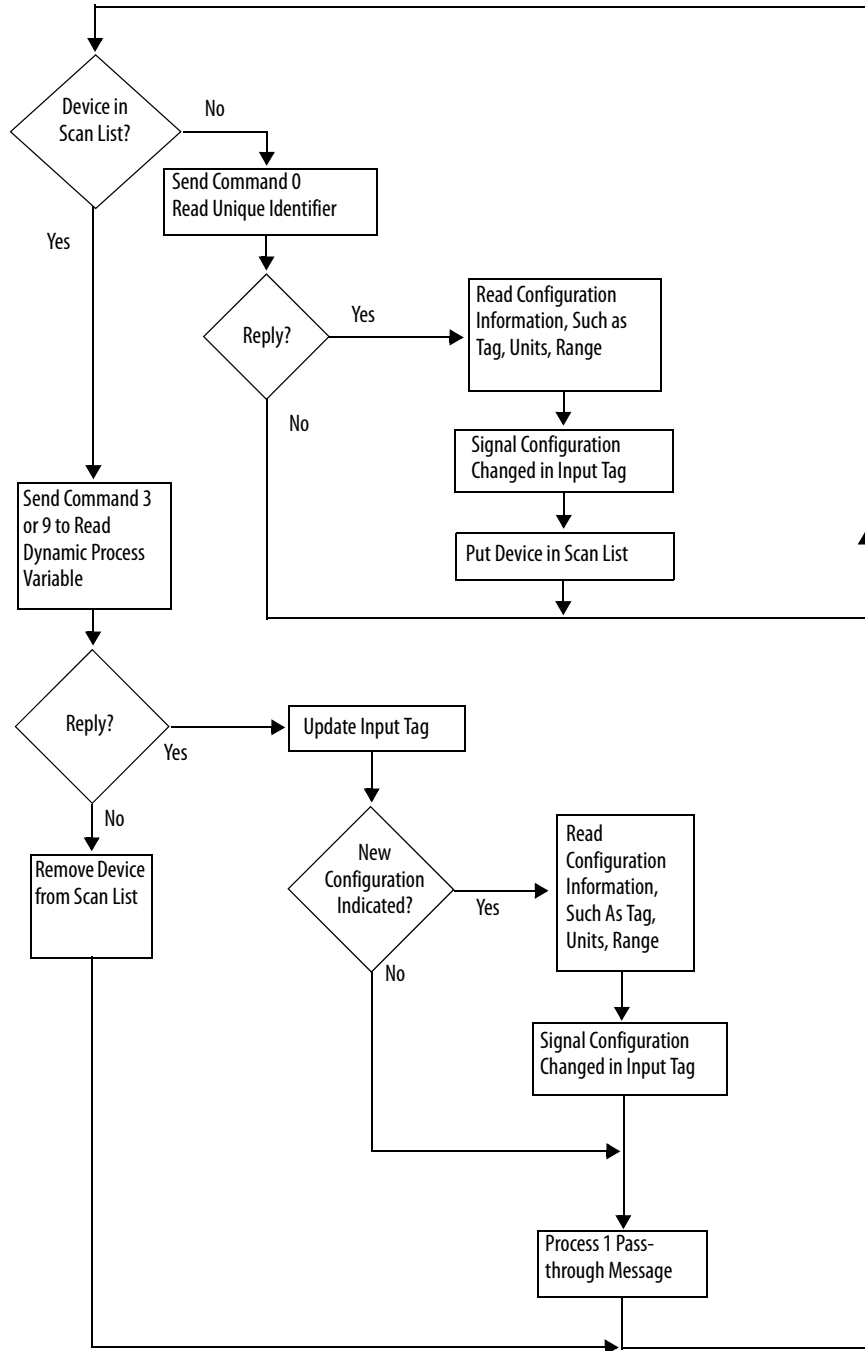 Device in
Scan List?
No
Send Command 0
Read Unique Identifier
Yes
Reply?
Yes
Read Configuration
Information, Such as
Tag, Units, Range
No
Signal Configuration
Changed in Input Tag
Put Device in Scan List
Send Command 3
or 9 to Read
Dynamic Process
Variable
Reply?
Yes
Update Input Tag
No
Remove Device
from Scan List
New
Configuration
Indicated?
Yes
Read
Configuration
Information,
Such As Tag,
Units, Range
No
Signal Configuration
Changed in Input Tag
Process 1 Pass-
through Message